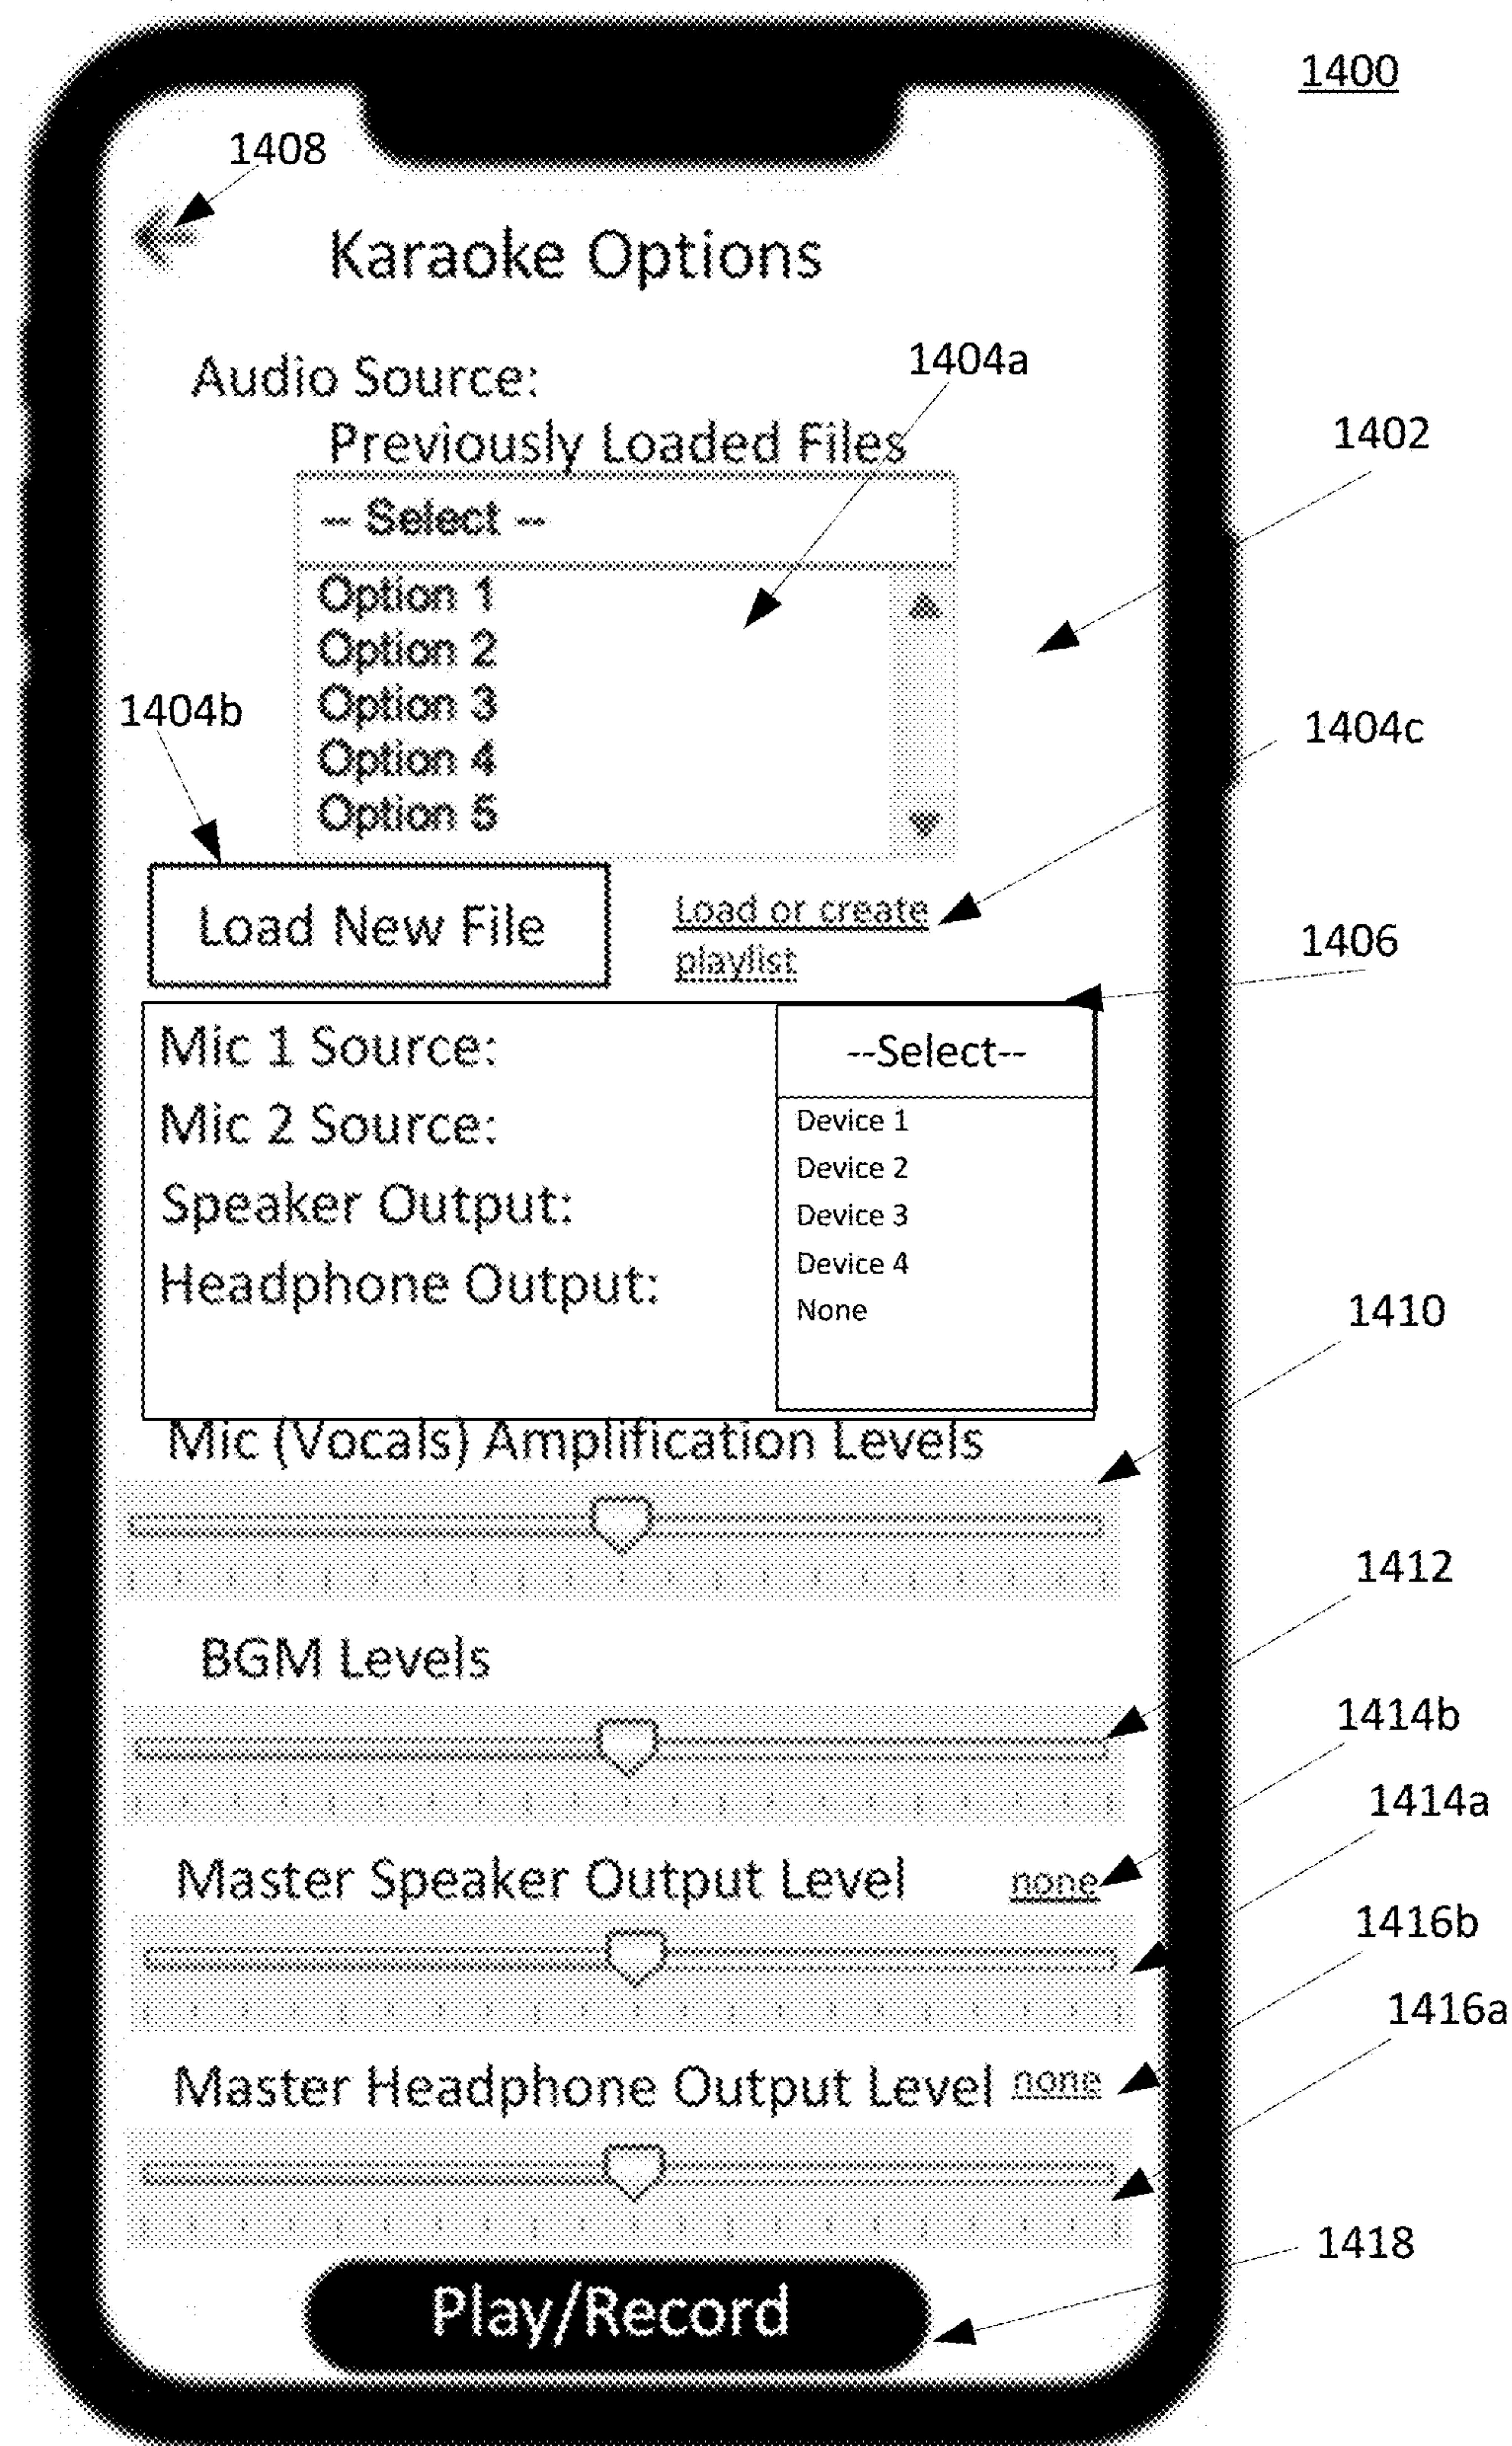 1400
1408
Karaoke Options
Audio Source:
1404a
Previously Loaded Files
1402
-- Select --
Option 1
Option 2
Option 3
Option 4
Option 5
1404b
1404c
Load New File
Load or create
playlist
1406
Mic 1 Source:
Mic 2 Source:
Speaker Output:
Headphone Output:
--Select--
Device 1
Device 2
Device 3
Device 4
None
1410
Mic (Vocals) Amplification Levels
1412
BGM Levels
1414b
1414a
Master Speaker Output Level none
1416b
1416a
Master Headphone Output Level none
1418
Play/Record